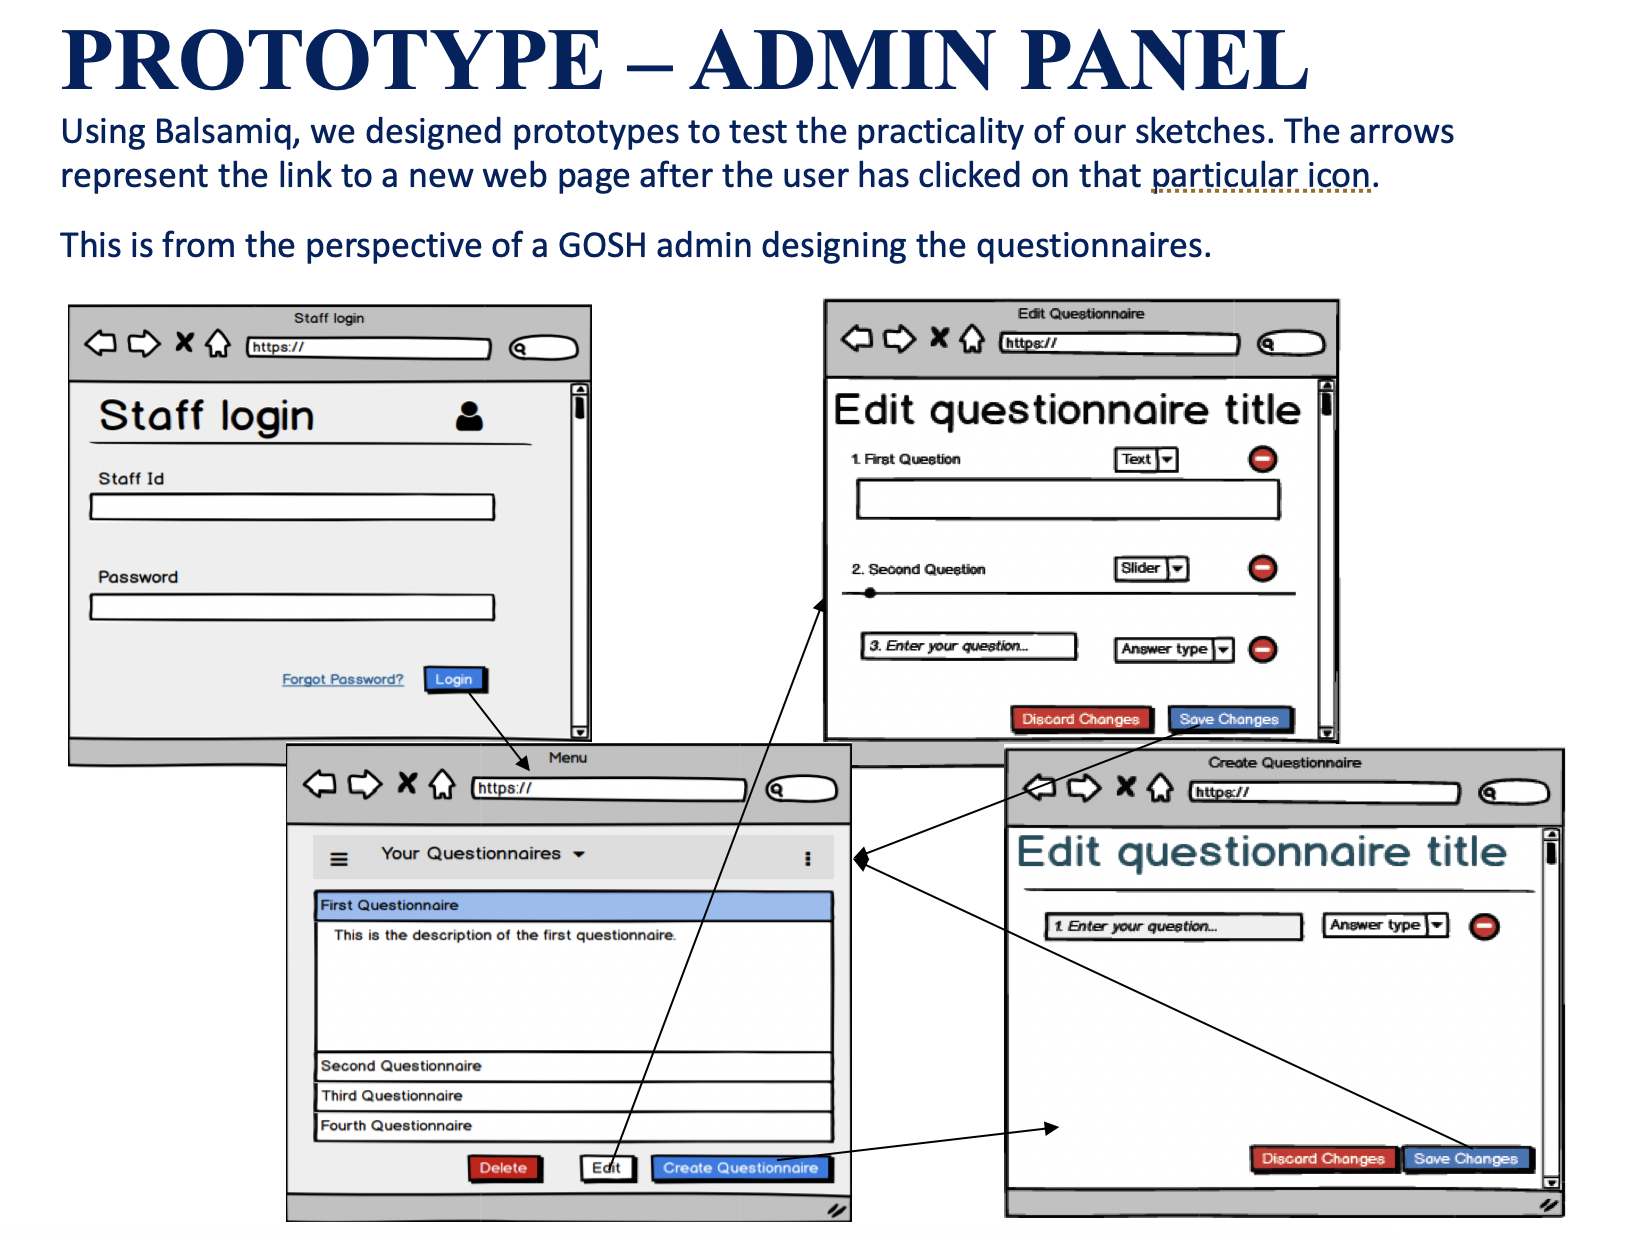 PROTOTYPE – ADMIN PANEL
Using Balsamiq, we designed prototypes to test the practicality of our sketches. The arrows
represent the link to a new web page after the user has clicked on that particular icon.
This is from the perspective of a GOSH admin designing the questionnaires.
Staff login
https://
Staff login
Staff Id
Password
Forgot Password? Login
Edit Questionnaire
https://
Edit questionnaire title
1. First Question Text
2. Second Question Slider
3. Enter your question... Answer type
Discard Changes Save Changes
Menu
https://
Your Questionnaires
First Questionnaire
This is the description of the first questionnaire.
Second Questionnaire
Third Questionnaire
Fourth Questionnaire
Delete Edit Create Questionnaire
Create Questionnaire
https://
Edit questionnaire title
1. Enter your question... Answer type
Discard Changes Save Changes